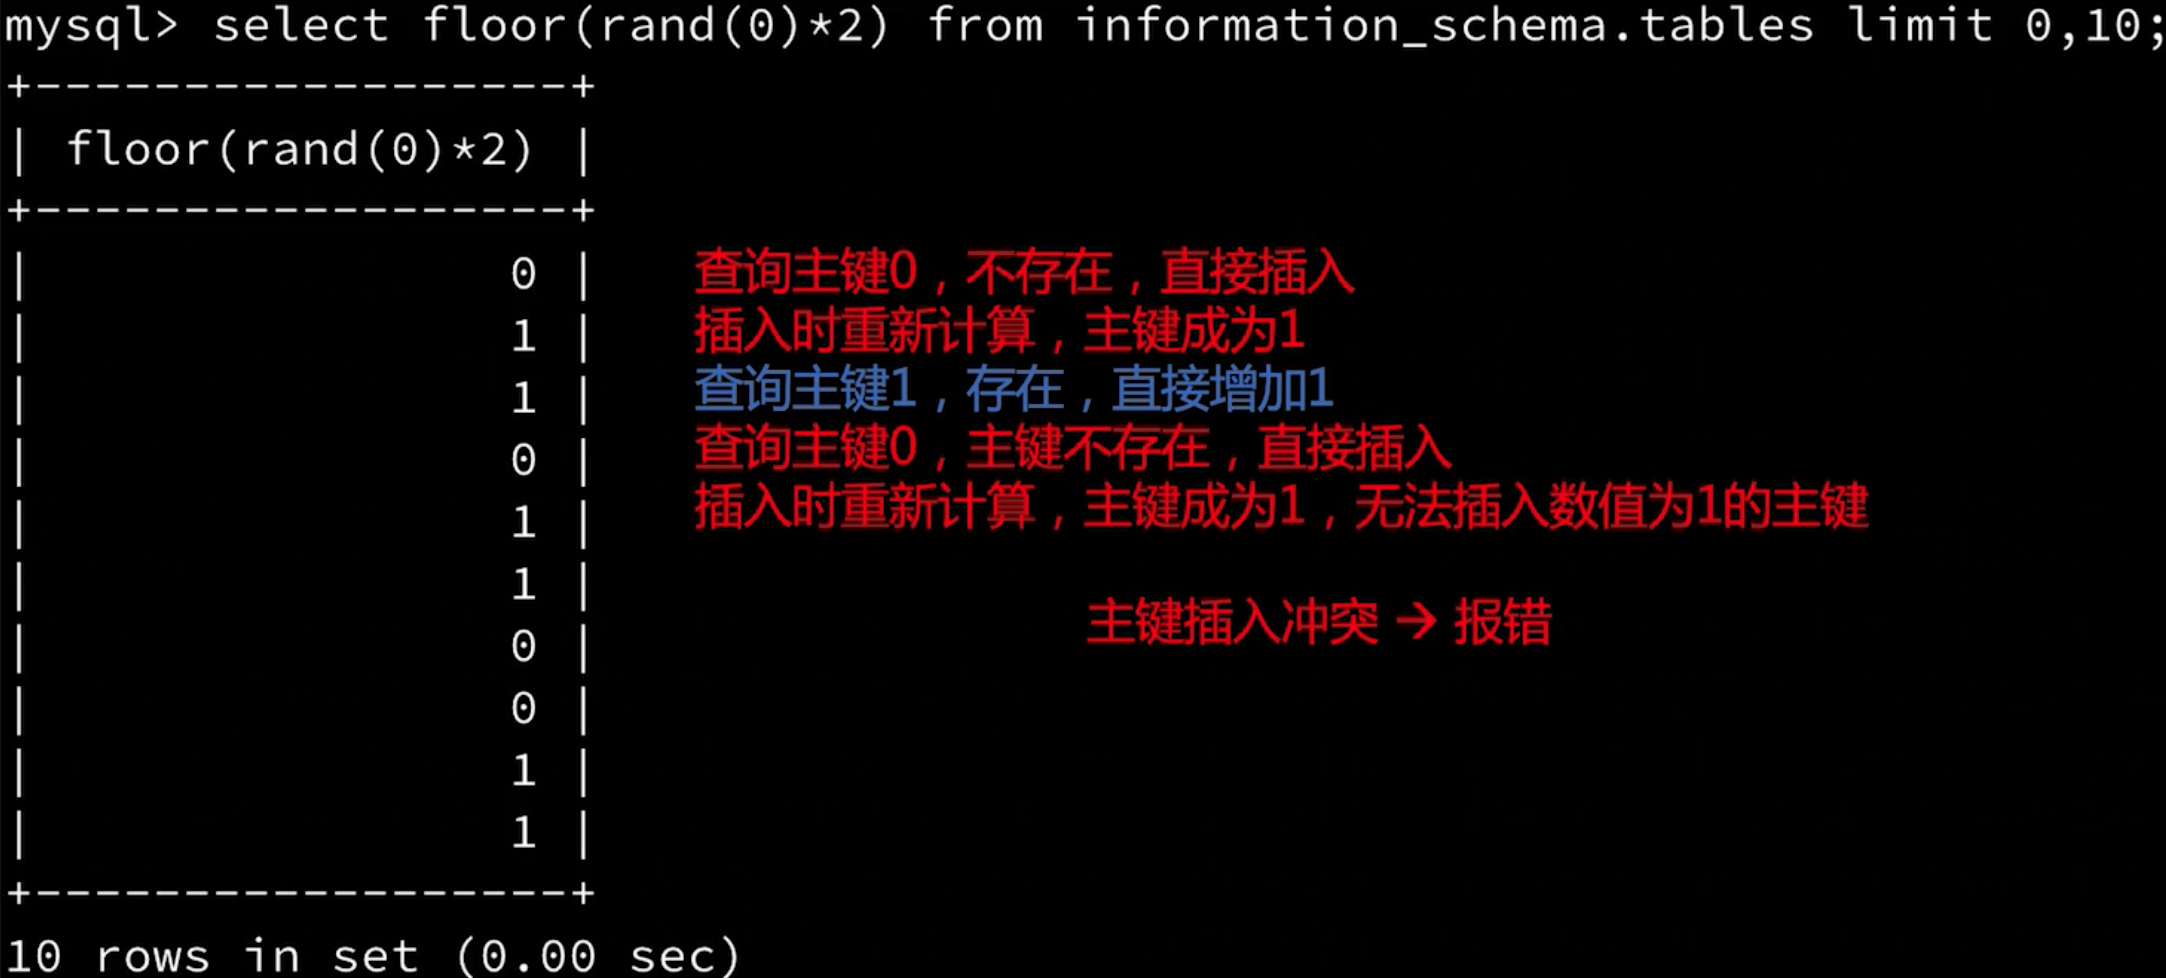 mysql> select floor(rand(0)*2) from information_schema.tables limit 0,10;
+------------------+
| floor(rand(0)*2) |
+------------------+
| 0 | 查询主键0，不存在，直接插入
| 1 | 插入时重新计算，主键成为1
| 1 | 查询主键1，存在，直接增加1
| 0 | 查询主键0，主键不存在，直接插入
| 1 | 插入时重新计算，主键成为1，无法插入数值为1的主键
| 1 |
主键插入冲突 → 报错
| 0 |
| 0 |
| 1 |
| 1 |
+------------------+
10 rows in set (0.00 sec)